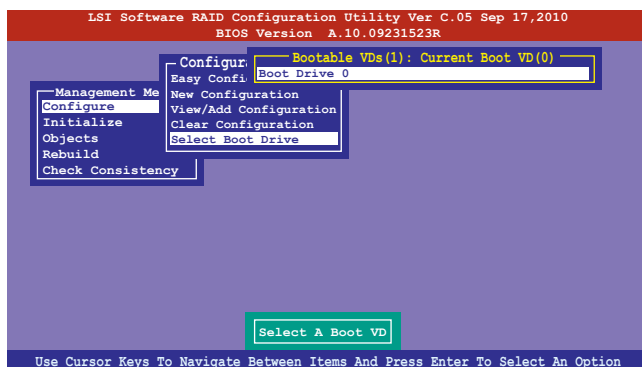 LSI Software RAID Configuration Utility Ver C.05 Sep 17,2010
BIOS Version A.10.09231523R
Bootable VDs(1): Current Boot VD(0)
Boot Drive 0
Configura
Easy Confi
New Configuration
View/Add Configuration
Clear Configuration
Select Boot Drive
Management Me
Configure
Initialize
Objects
Rebuild
Check Consistency
Select A Boot VD
Use Cursor Keys To Navigate Between Items And Press Enter To Select An Option